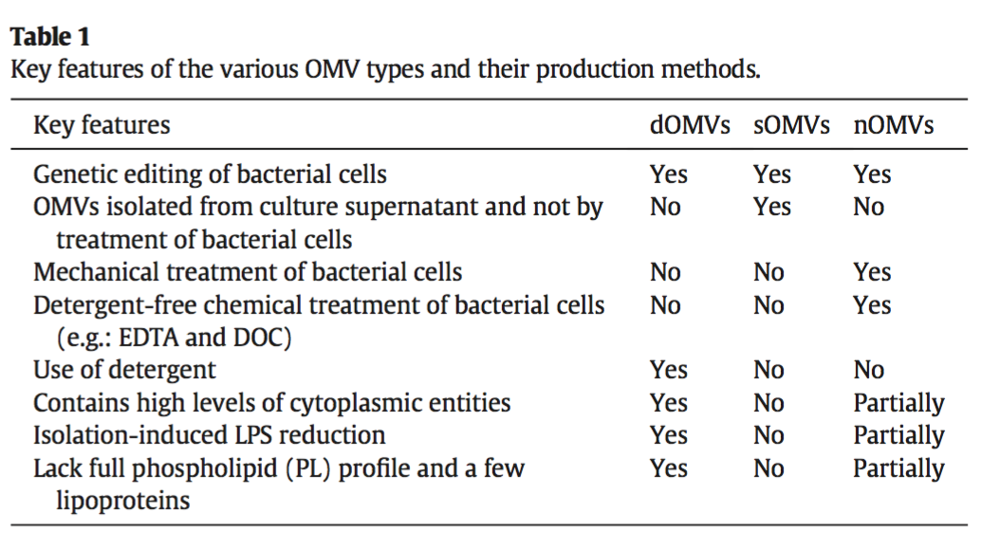 Table 1
Key features of the various OMV types and their production methods.
Key features dOMVs sOMVs nOMVs
Genetic editing of bacterial cells Yes Yes Yes
OMVs isolated from culture supernatant and not by No Yes No
treatment of bacterial cells
Mechanical treatment of bacterial cells No No Yes
Detergent-free chemical treatment of bacterial cells No No Yes
(e.g.: EDTA and DOC)
Use of detergent Yes No No
Contains high levels of cytoplasmic entities Yes No Partially
Isolation-induced LPS reduction Yes No Partially
Lack full phospholipid (PL) profile and a few Yes No Partially
lipoproteins